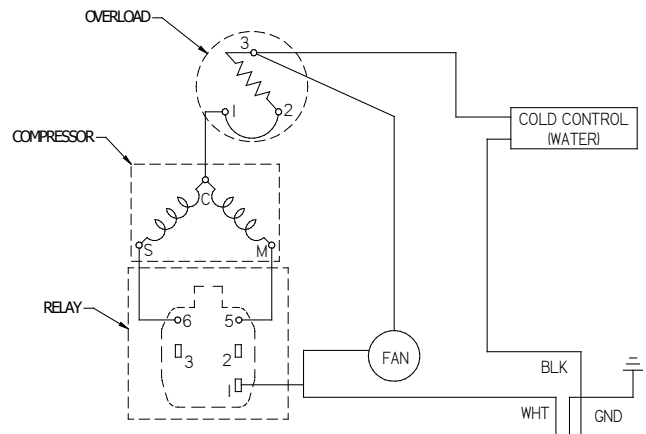 OVERLOAD
3
1
2
COLD CONTROL
(WATER)
COMPRESSOR
C
S
M
RELAY
6
5
3
2
1
FAN
BLK
WHT
GND